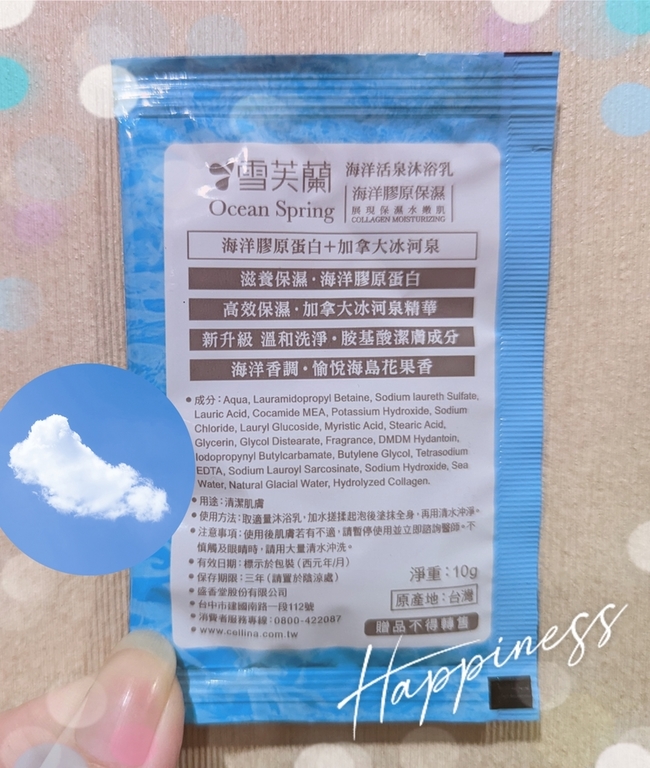 雪芙蘭
Ocean Spring
海洋活泉沐浴乳
海洋膠原保濕
展現保濕水嫩肌
COLLAGEN MOISTURIZING
海洋膠原蛋白+加拿大冰河泉
滋養保濕·海洋膠原蛋白
高效保濕·加拿大冰河泉精華
新升級 溫和洗淨·胺基酸潔膚成分
海洋香調·愉悅海島花果香
•成分:Aqua, Lauramidopropyl Betaine, Sodium laureth Sulfate,
Lauric Acid, Cocamide MEA, Potassium Hydroxide, Sodium
Chloride, Lauryl Glucoside, Myristic Acid, Stearic Acid,
Glycerin, Glycol Distearate, Fragrance, DMDM Hydantoin,
Iodopropynyl Butylcarbamate, Butylene Glycol, Tetrasodium
EDTA, Sodium Lauroyl Sarcosinate, Sodium Hydroxide, Sea
Water, Natural Glacial Water, Hydrolyzed Collagen.
•用途:清潔肌膚
•使用方法:取適量沐浴乳,加水搓揉起泡後塗抹全身,再用清水沖淨。
•注意事項:使用後肌膚若有不適,請暫停使用並立即諮詢醫師。不
慎觸及眼睛時,請用大量清水沖洗。
•有效日期:標示於包裝(西元年/月)
•保存期限:三年(請置於陰涼處)
•盛香堂股份有限公司
•台中市建國南路一段112號
•消費者服務專線:0800-422087
•www.cellina.com.tw
淨重:10g
原產地:台灣
贈品不得轉售
Happiness